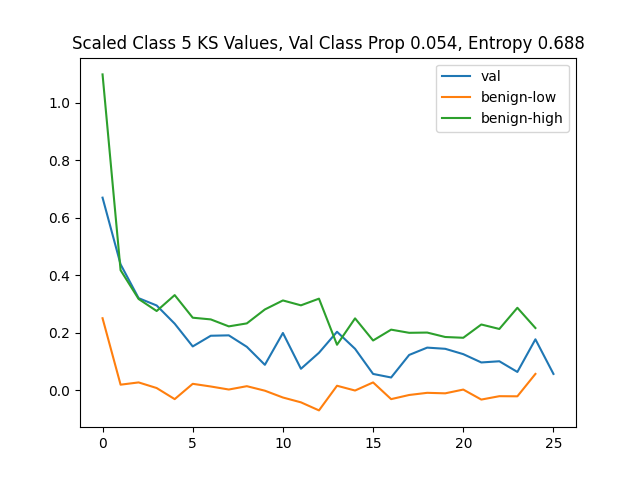 Scaled Class 5 KS Values, Val Class Prop 0.054, Entropy 0.688
val
benign-low
benign-high
1.0
0.8
0.6
0.4
0.2
0.0
0 5 10 15 20 25